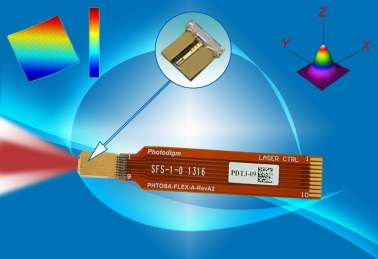 Z
Y
X
Photodigm
LASER CTRL
1
1
SFS-1-0 1316
PDT3-09
9
PHTOSA-FLEX-A-RevA2
10